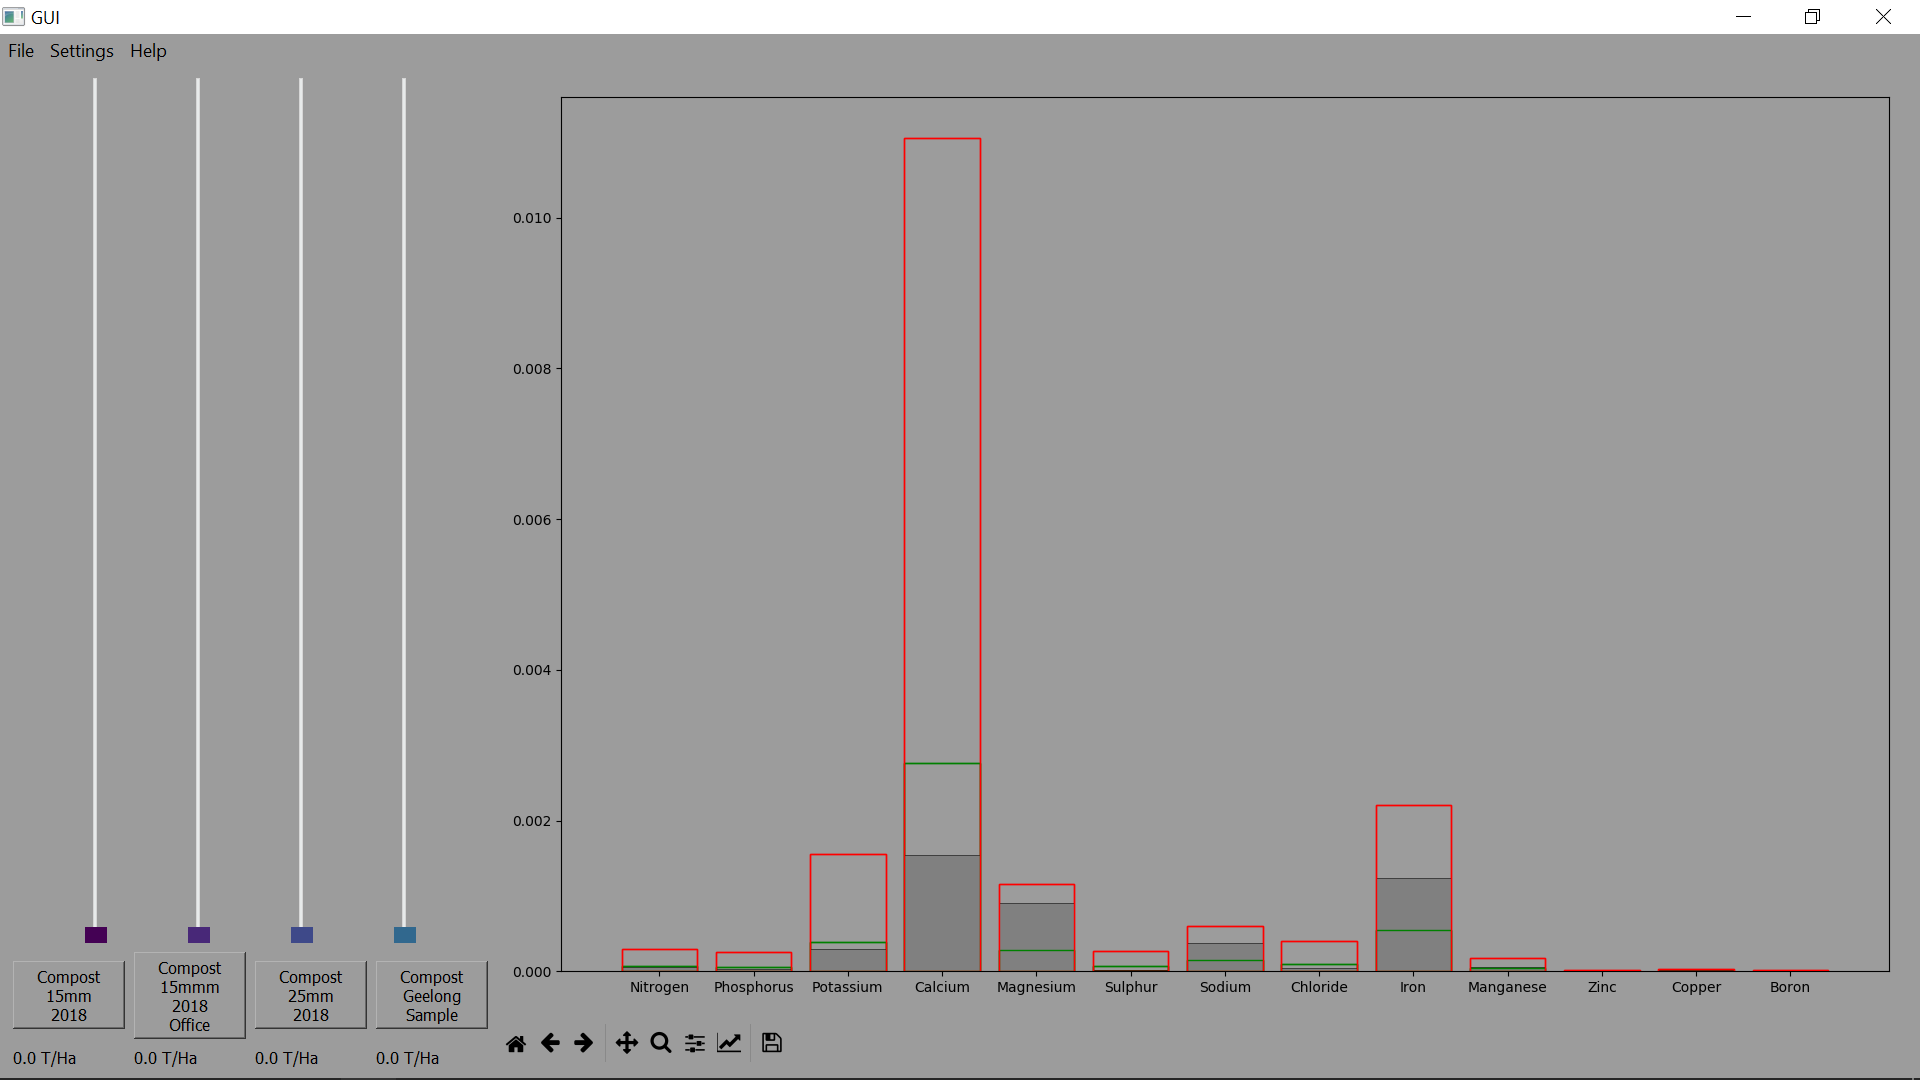 GUI
File Settings Help
0.010
0.008
0.006
0.004
0.002
0.000
Nitrogen Phosphorus Potassium Calcium Magnesium Sulphur Sodium Chloride Iron Manganese Zinc Copper Boron
Compost
15mm
2018
0.0 T/Ha
Compost
15mmm
2018
Office
0.0 T/Ha
Compost
25mm
2018
0.0 T/Ha
Compost
Geelong
Sample
0.0 T/Ha